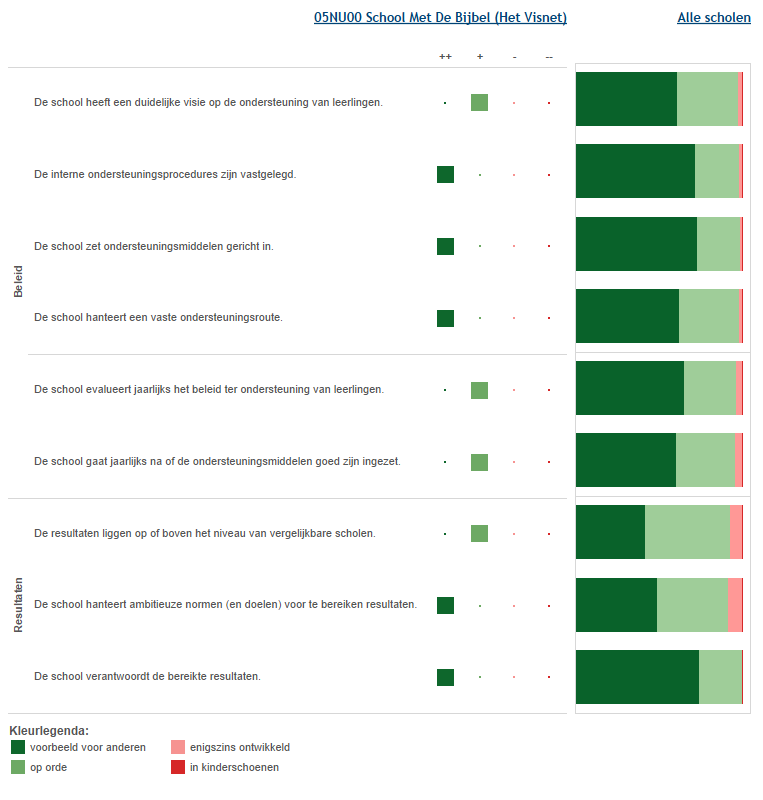 05NU00 School Met De Bijbel (Het Visnet) Alle scholen
++ + - --
Beleid
De school heeft een duidelijke visie op de ondersteuning van leerlingen.
De interne ondersteuningsprocedures zijn vastgelegd.
De school zet ondersteuningsmiddelen gericht in.
De school hanteert een vaste ondersteuningsroute.
De school evalueert jaarlijks het beleid ter ondersteuning van leerlingen.
De school gaat jaarlijks na of de ondersteuningsmiddelen goed zijn ingezet.
Resultaten
De resultaten liggen op of boven het niveau van vergelijkbare scholen.
De school hanteert ambitieuze normen (en doelen) voor te bereiken resultaten.
De school verantwoordt de bereikte resultaten.
Kleurlegenda:
voorbeeld voor anderen enigszins ontwikkeld
op orde in kinderschoenen